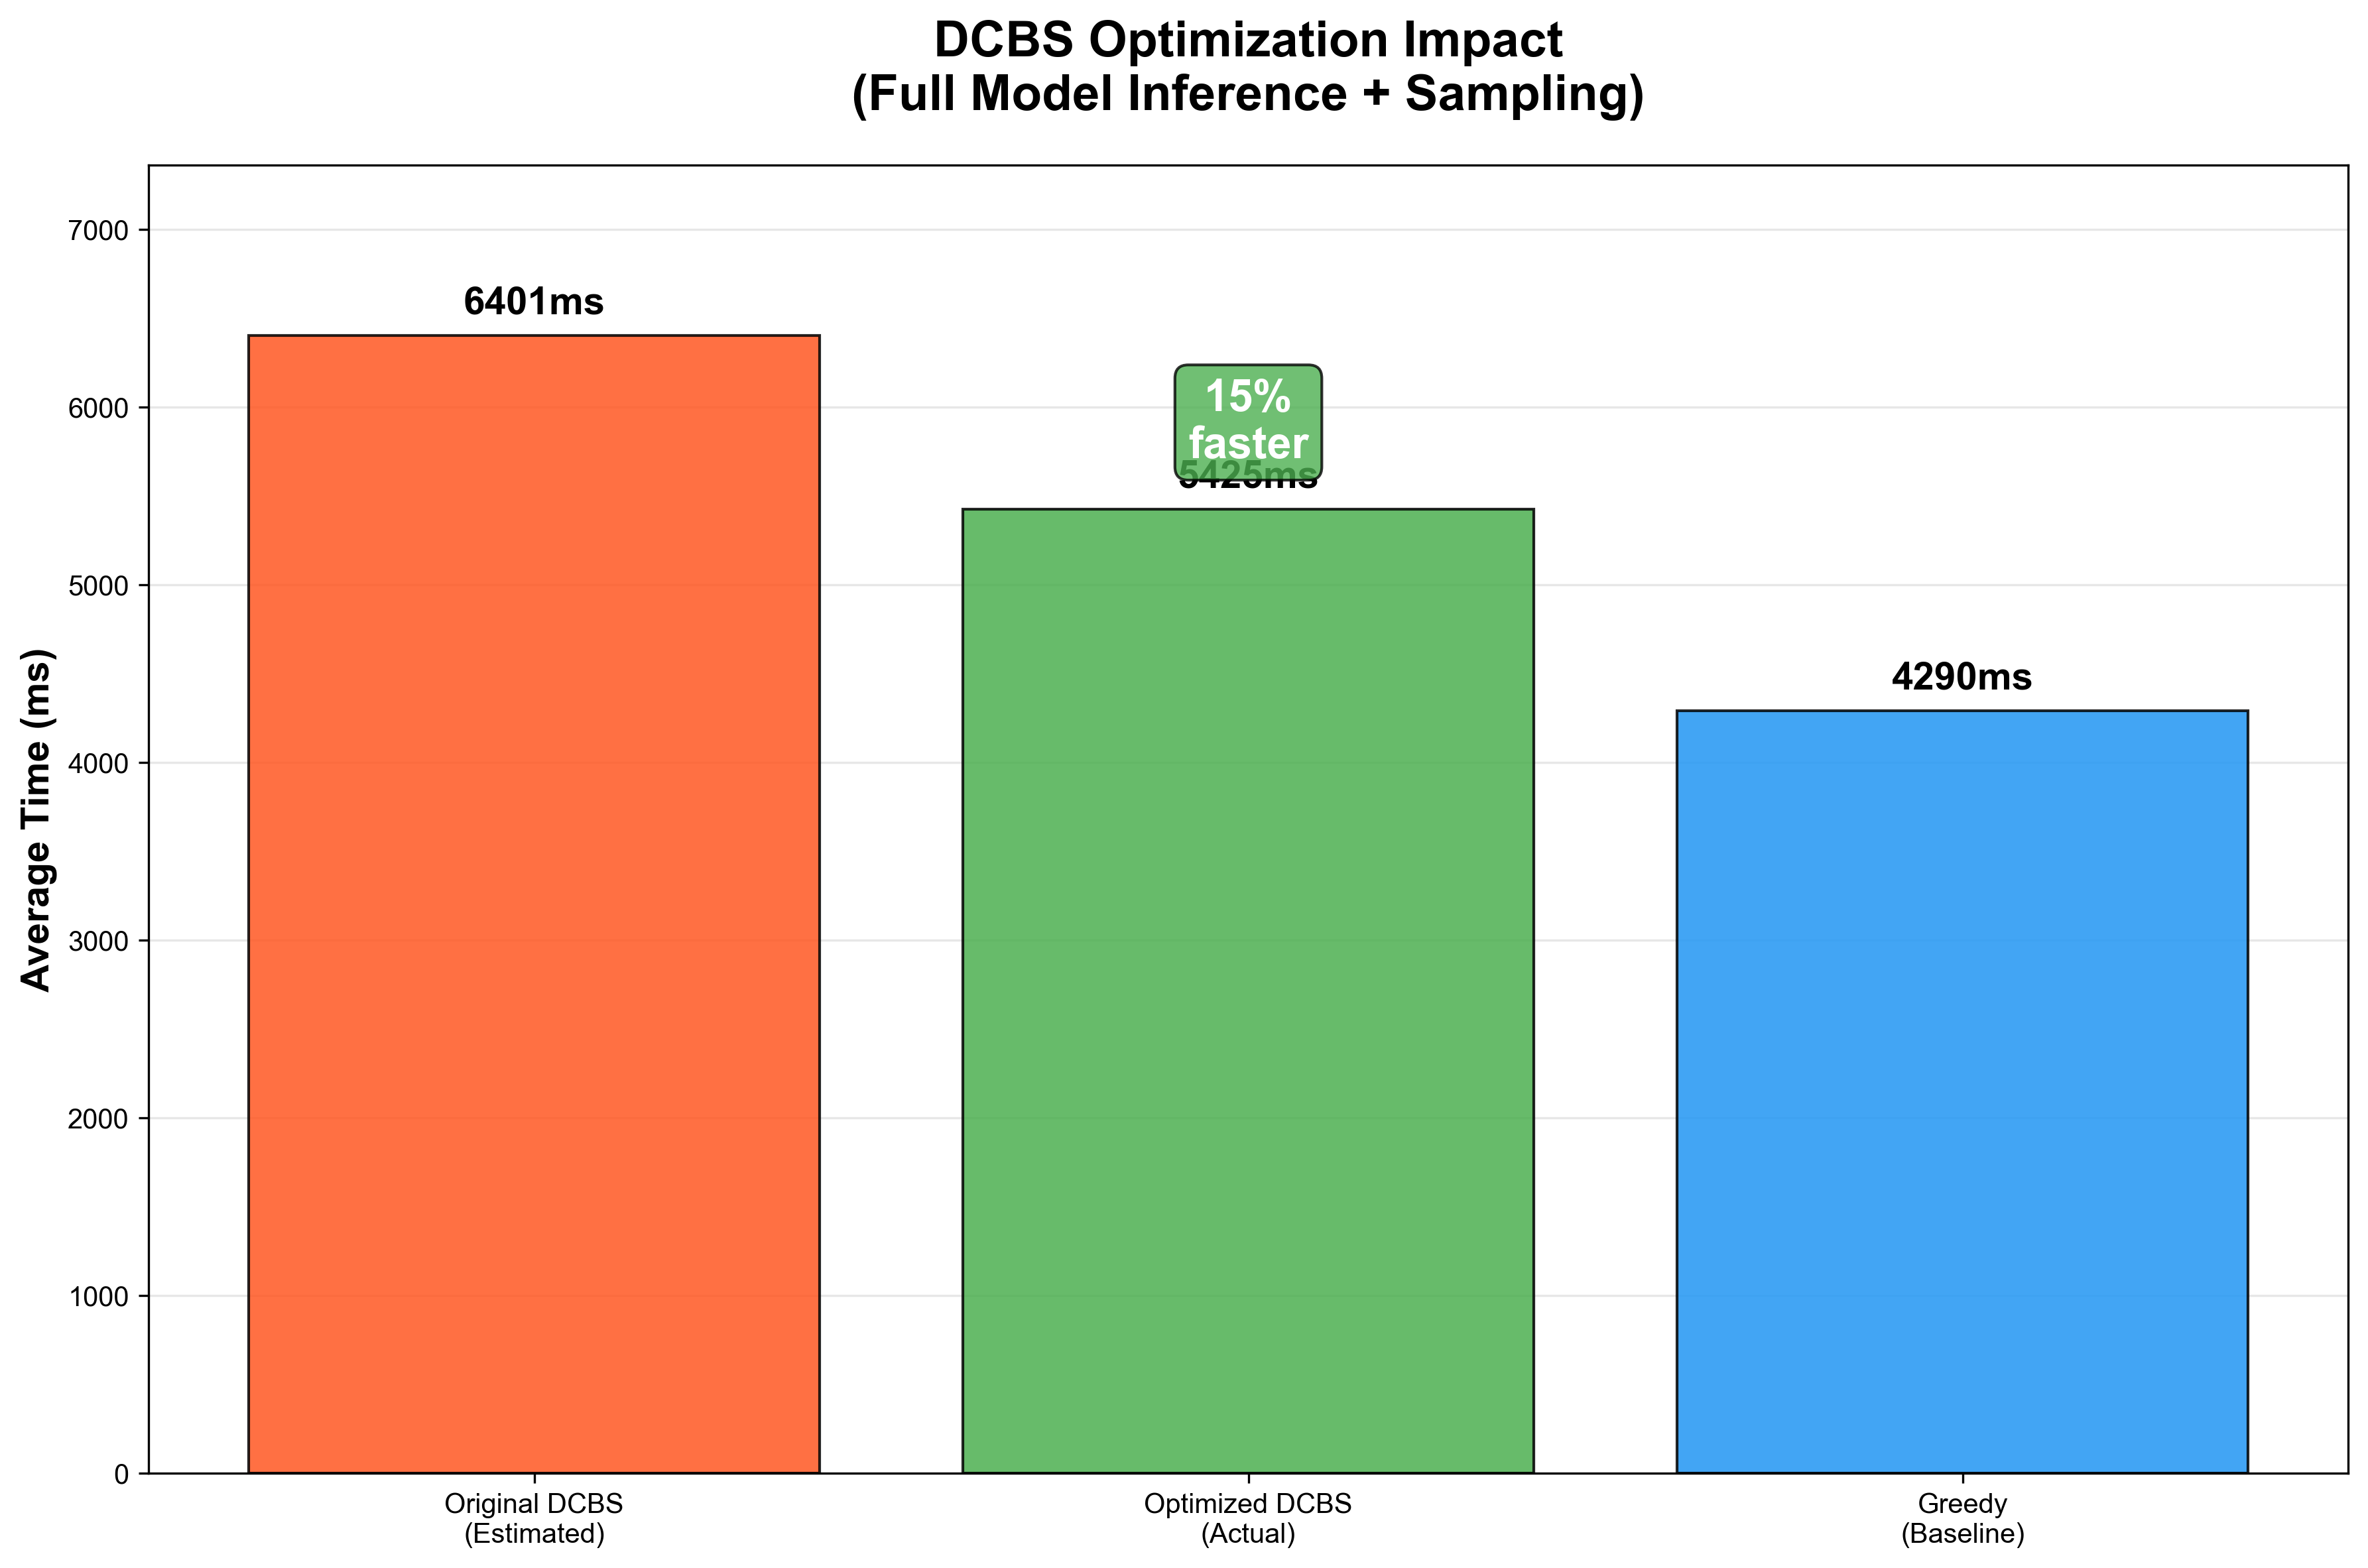 DCBS Optimization Impact
(Full Model Inference + Sampling)
Average Time (ms)
7000
6000
5000
4000
3000
2000
1000
0
6401ms
15%
faster
5425ms
4290ms
Original DCBS
(Estimated)
Optimized DCBS
(Actual)
Greedy
(Baseline)